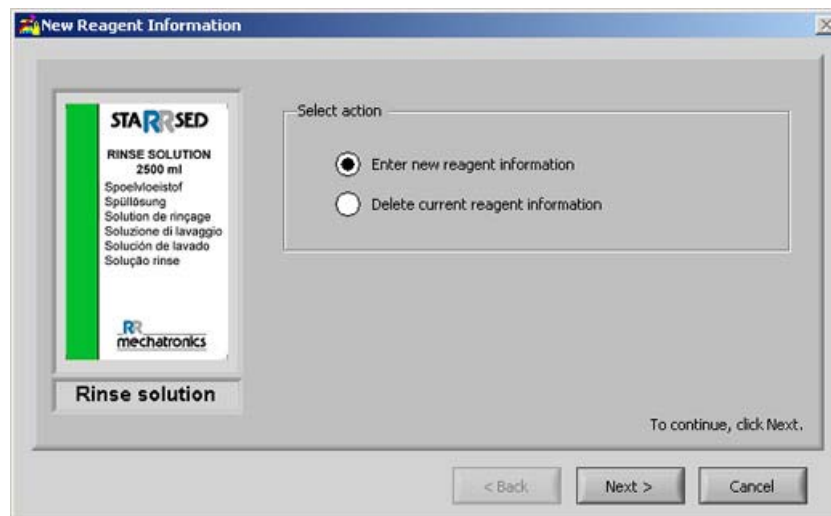 New Reagent Information
STARRSED
RINSE SOLUTION
2500 ml
Spoelvloeistof
Spüllösung
Solution de rinçage
Soluzione di lavaggio
Solución de lavado
Solução rinse
RR
mechatronics
Rinse solution
Select action
Enter new reagent information
Delete current reagent information
To continue, click Next.
< Back
Next >
Cancel